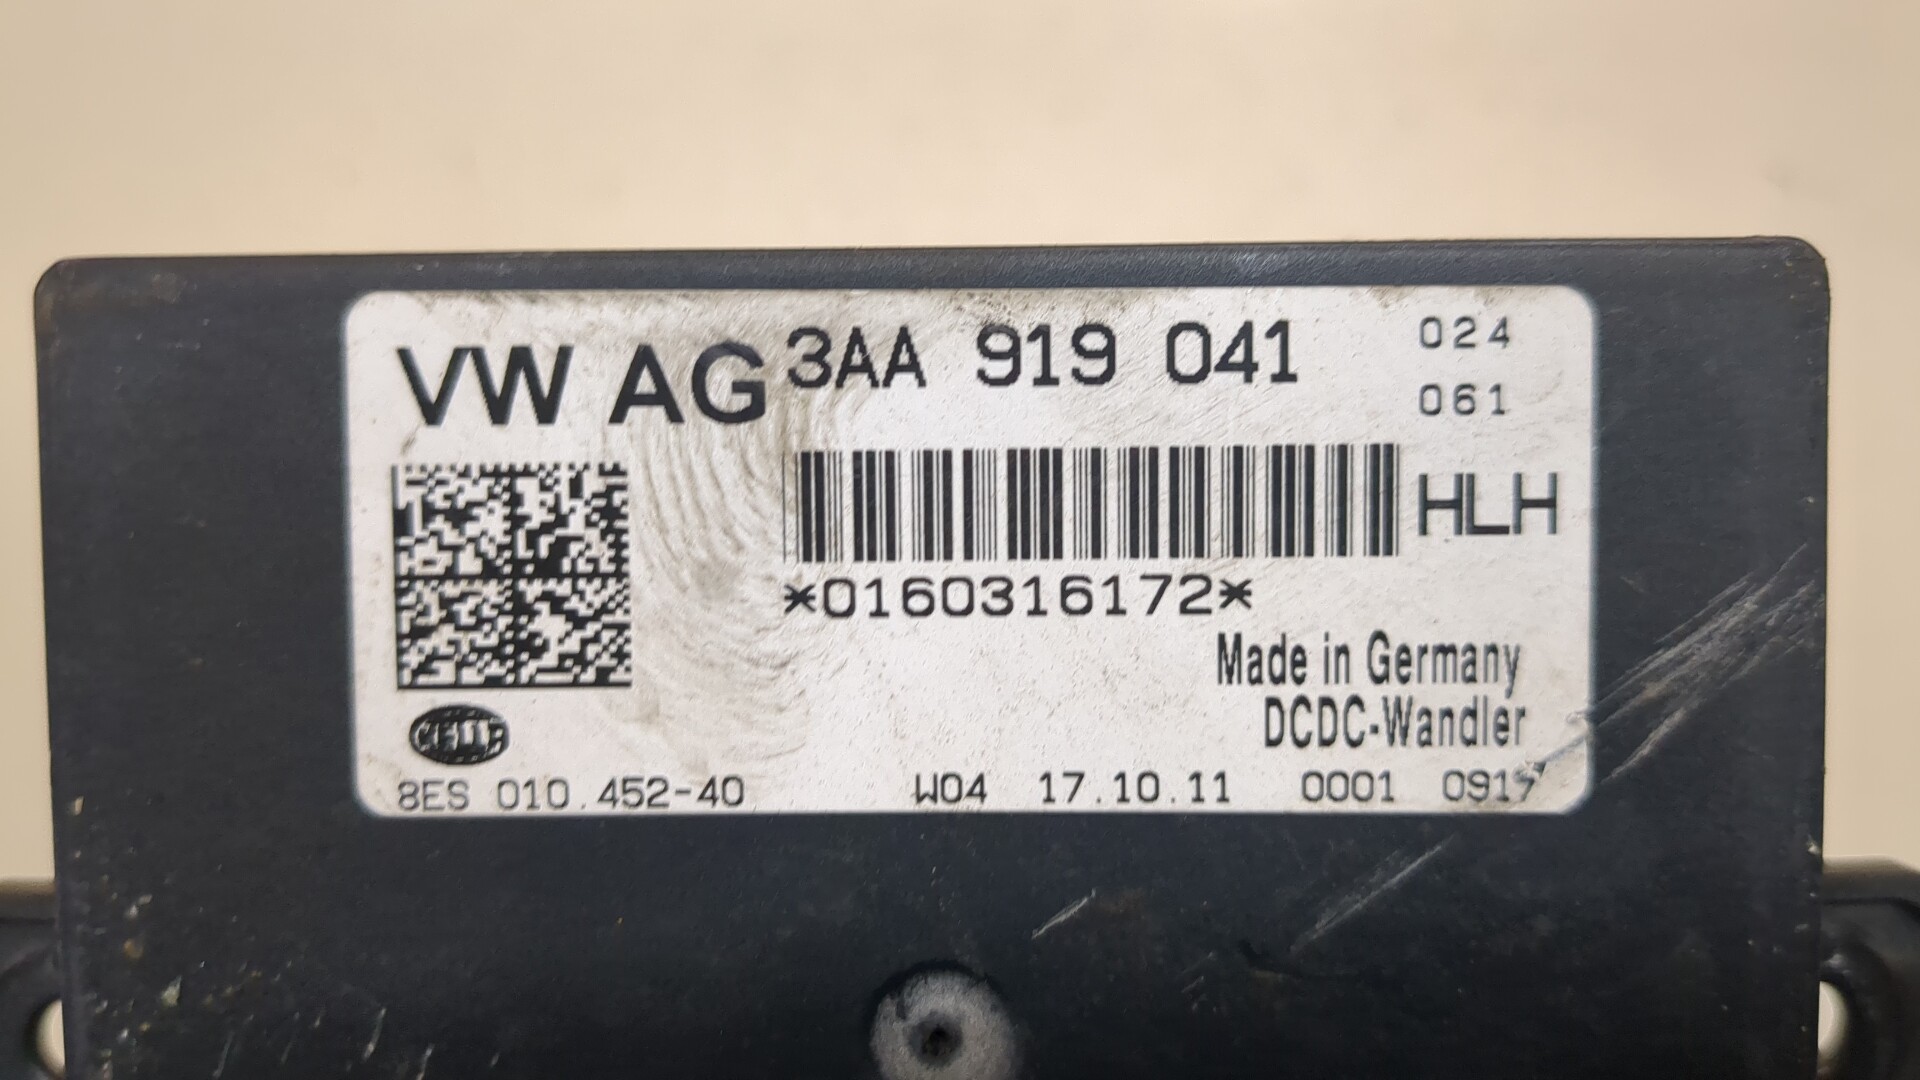 VW AG 3AA 919 041 024
061
HLH
*0160316172*
Made in Germany
DCDC-Wandler
HELLA
8ES 010.452-40 W04 17.10.11 0001